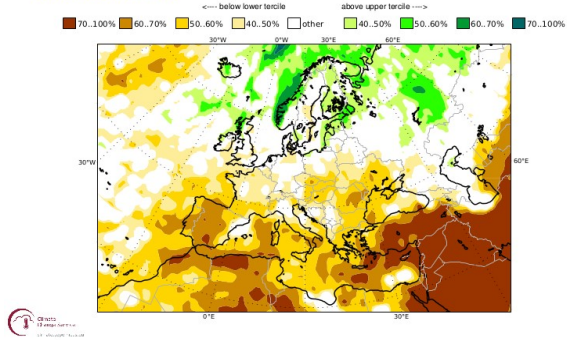 <---- below lower tercile above upper tercile ---->
70..100% 60..70% 50..60% 40..50% other 40..50% 50..60% 60..70% 70..100%
30°W 0°W 30°E 60°E
30°W 60°E
0°E 30°E
Climate